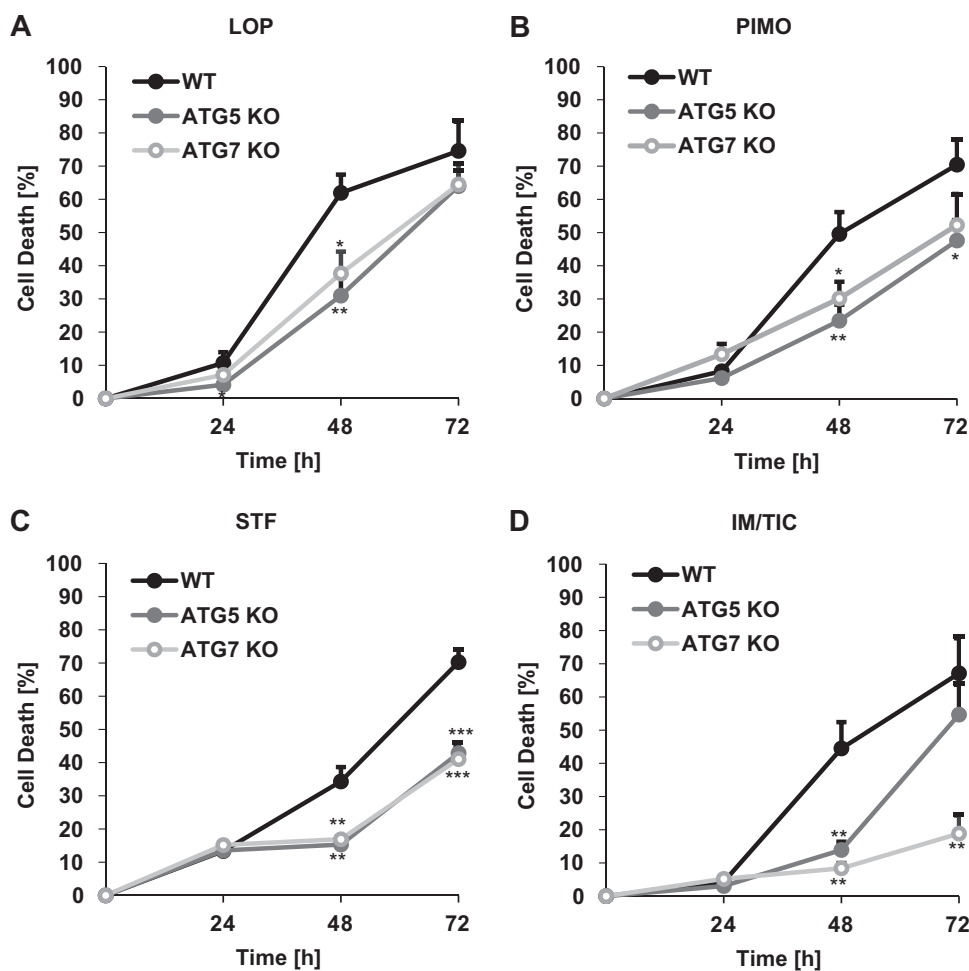 A
LOP
Cell Death [%]
100
90
80
70
60
50
40
30
20
10
0
WT
ATG5 KO
ATG7 KO
*
**
*
24
48
72
Time [h]
B
PIMO
Cell Death [%]
100
90
80
70
60
50
40
30
20
10
0
WT
ATG5 KO
ATG7 KO
*
**
*
24
48
72
Time [h]
C
STF
Cell Death [%]
100
90
80
70
60
50
40
30
20
10
0
WT
ATG5 KO
ATG7 KO
***
***
**
**
24
48
72
Time [h]
D
IM/TIC
Cell Death [%]
100
90
80
70
60
50
40
30
20
10
0
WT
ATG5 KO
ATG7 KO
**
**
**
24
48
72
Time [h]